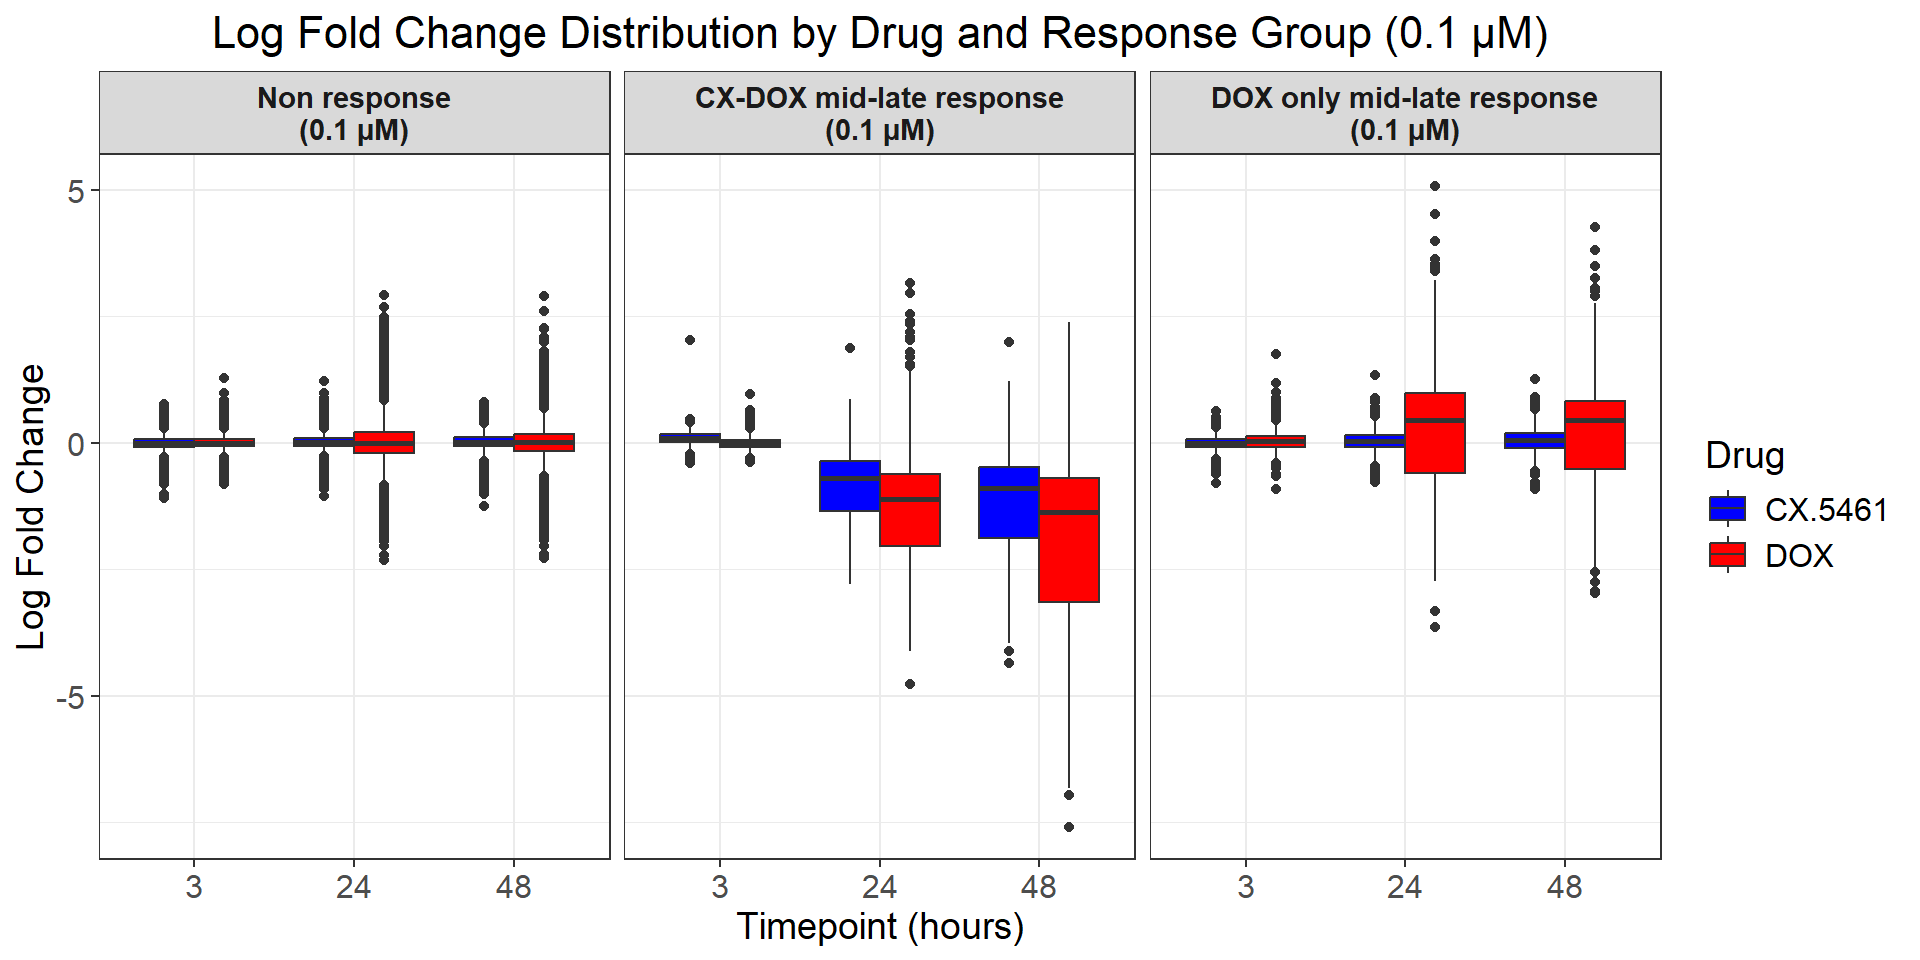 Log Fold Change Distribution by Drug and Response Group (0.1 µM)
Non response
(0.1 µM)
CX-DOX mid-late response
(0.1 µM)
DOX only mid-late response
(0.1 µM)
Log Fold Change
5
0
-5
3
24
48
3
24
48
3
24
48
Timepoint (hours)
Drug
CX.5461
DOX